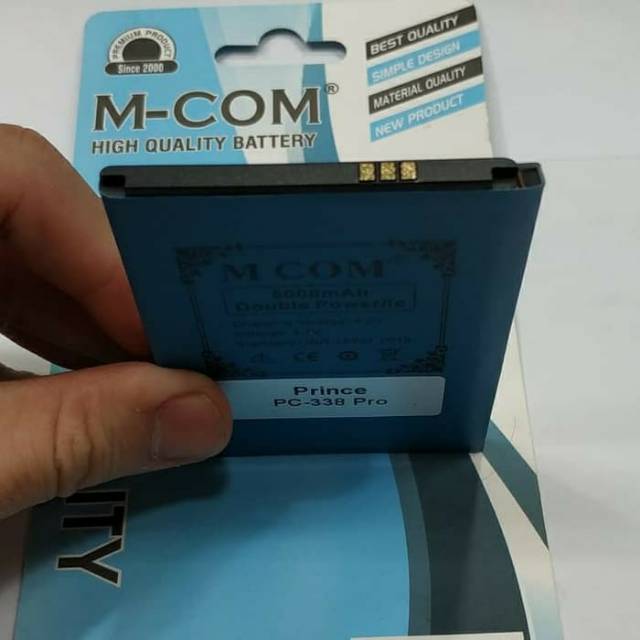 PREMIUM PRODUCT
Since 2000
M-COM®
HIGH QUALITY BATTERY
BEST QUALITY
SIMPLE DESIGN
MATERIAL QUALITY
NEW PRODUCT
M COM
Double Power
Prince
PC-338 Pro
ITY